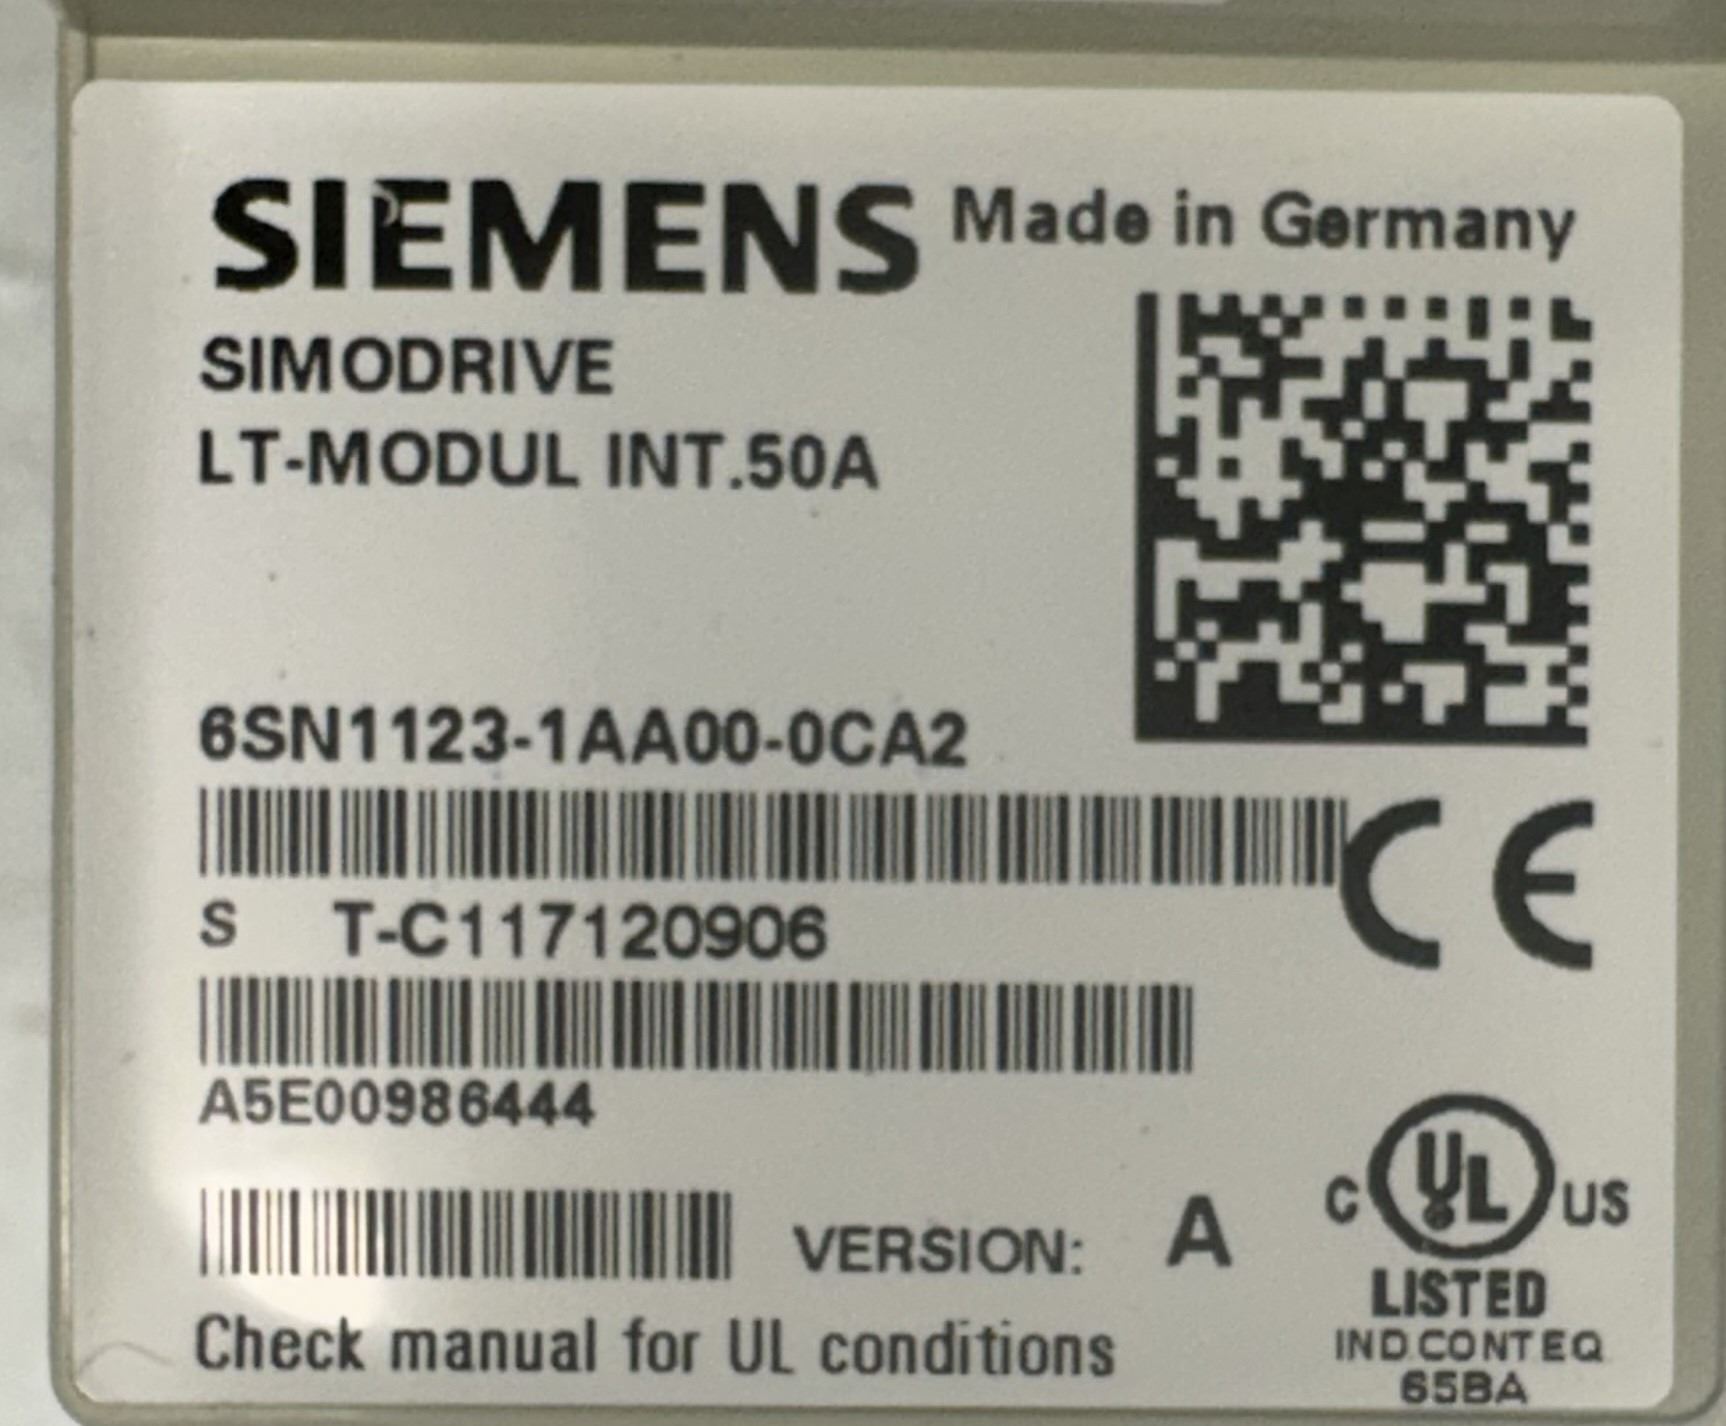 SIEMENS Made in Germany
SIMODRIVE
LT-MODUL INT.50A
6SN1123-1AA00-0CA2
S T-C117120906
A5E00986444
VERSION: A
Check manual for UL conditions
CE
C UL US
LISTED
IND CONT EQ
65BA